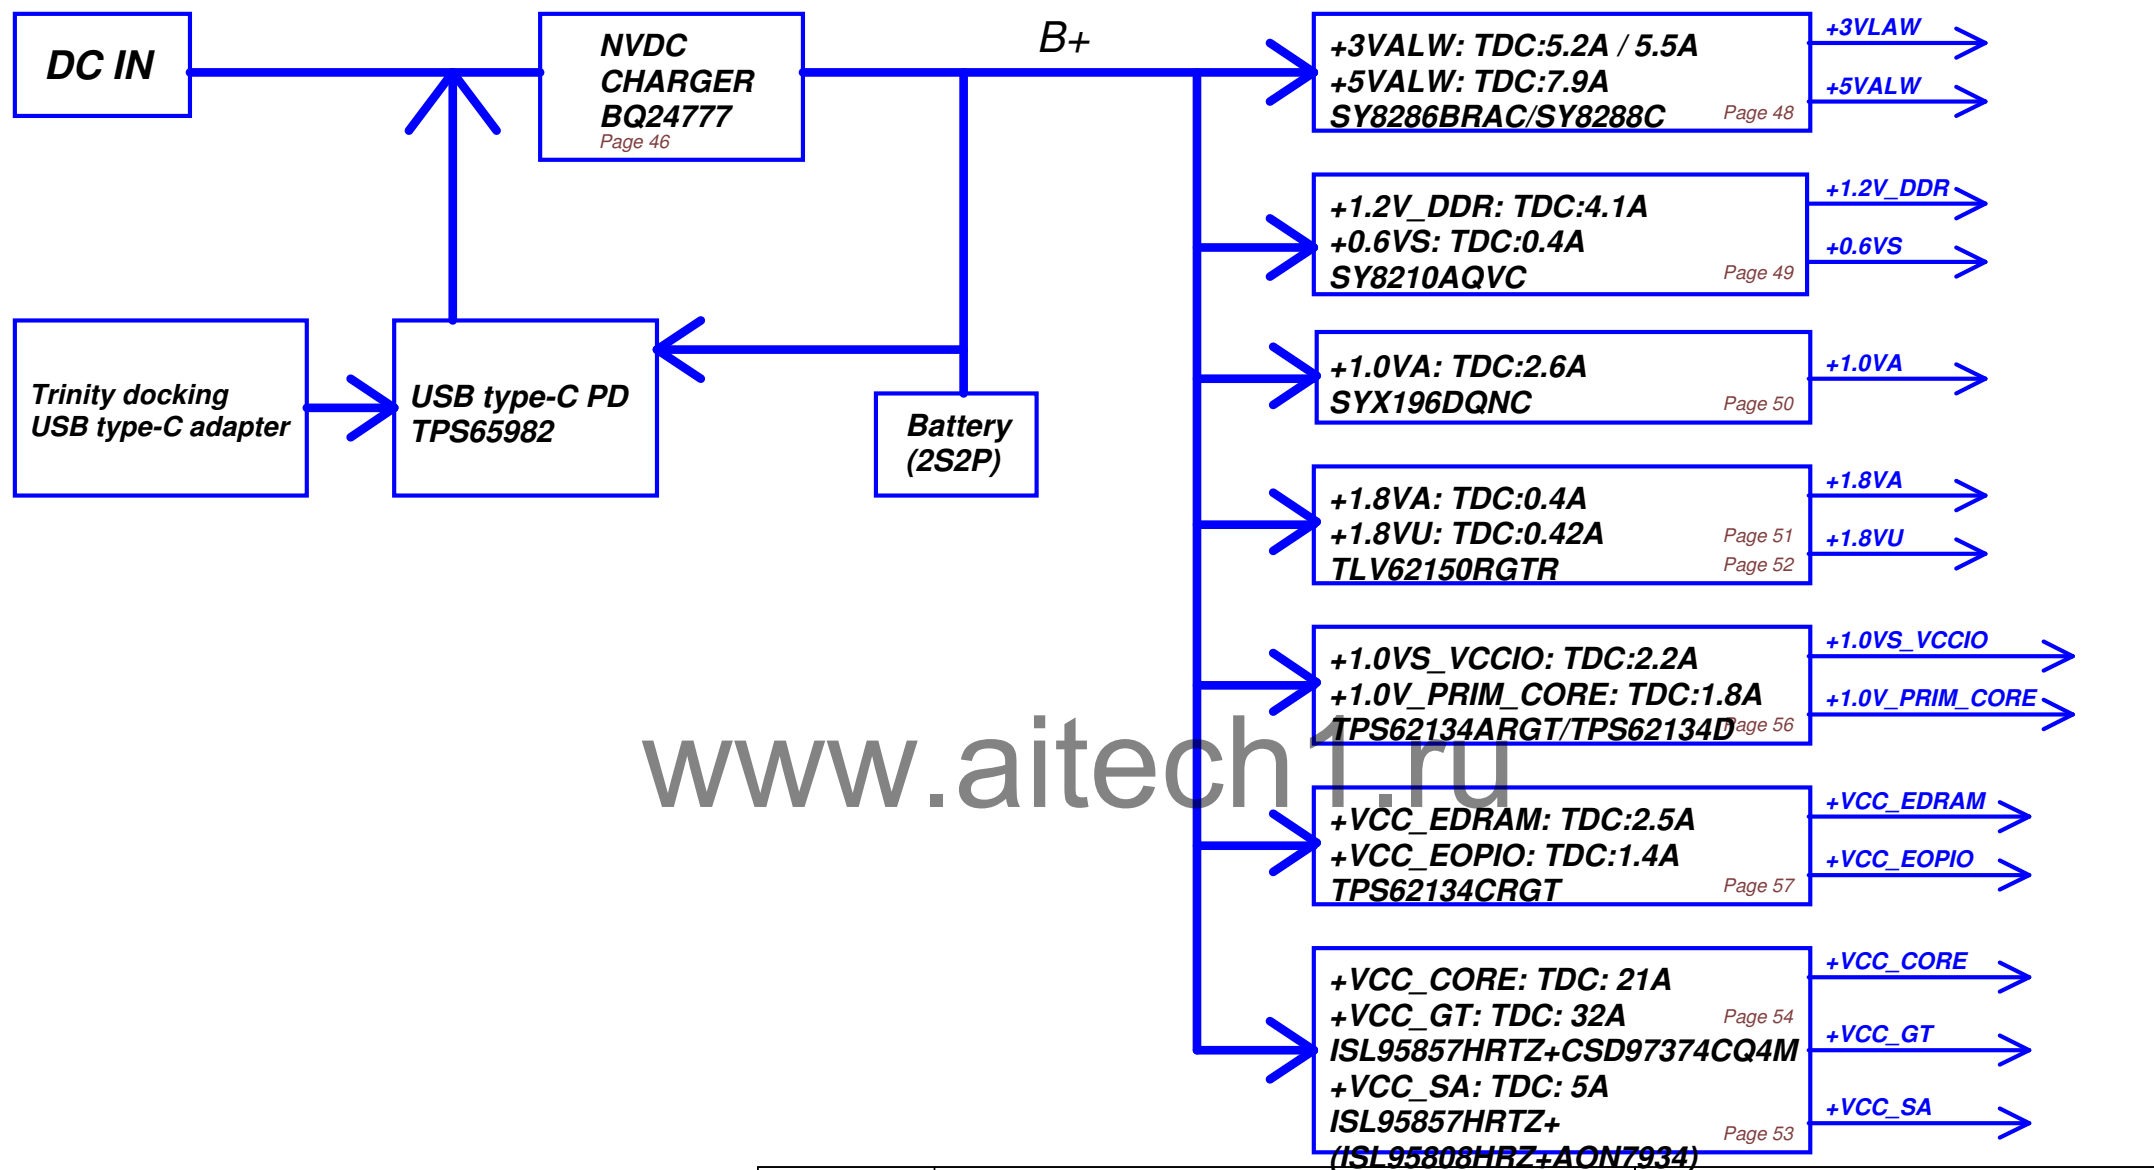 DC IN
NVDC
CHARGER
BQ24777
Page 46
B+
+3VALW: TDC:5.2A / 5.5A
+5VALW: TDC:7.9A
SY8286BRAC/SY8288C
Page 48
+3VLAW
+5VALW
+1.2V_DDR: TDC:4.1A
+0.6VS: TDC:0.4A
SY8210AQVC
Page 49
+1.2V_DDR
+0.6VS
Trinity docking
USB type-C adapter
USB type-C PD
TPS65982
Battery
(2S2P)
+1.0VA: TDC:2.6A
SYX196DQNC
Page 50
+1.0VA
+1.8VA: TDC:0.4A
+1.8VU: TDC:0.42A
TLV62150RGTR
Page 51
Page 52
+1.8VA
+1.8VU
+1.0VS_VCCIO: TDC:2.2A
+1.0V_PRIM_CORE: TDC:1.8A
TPS62134ARGT/TPS62134D
Page 56
+1.0VS_VCCIO
+1.0V_PRIM_CORE
www.aitech1.ru
+VCC_EDRAM: TDC:2.5A
+VCC_EOPIO: TDC:1.4A
TPS62134CRGT
Page 57
+VCC_EDRAM
+VCC_EOPIO
+VCC_CORE: TDC: 21A
+VCC_GT: TDC: 32A
Page 54
ISL95857HRTZ+CSD97374CQ4M
+VCC_SA: TDC: 5A
ISL95857HRTZ+
Page 53
(ISL95808HRZ+AON7934)
+VCC_CORE
+VCC_GT
+VCC_SA